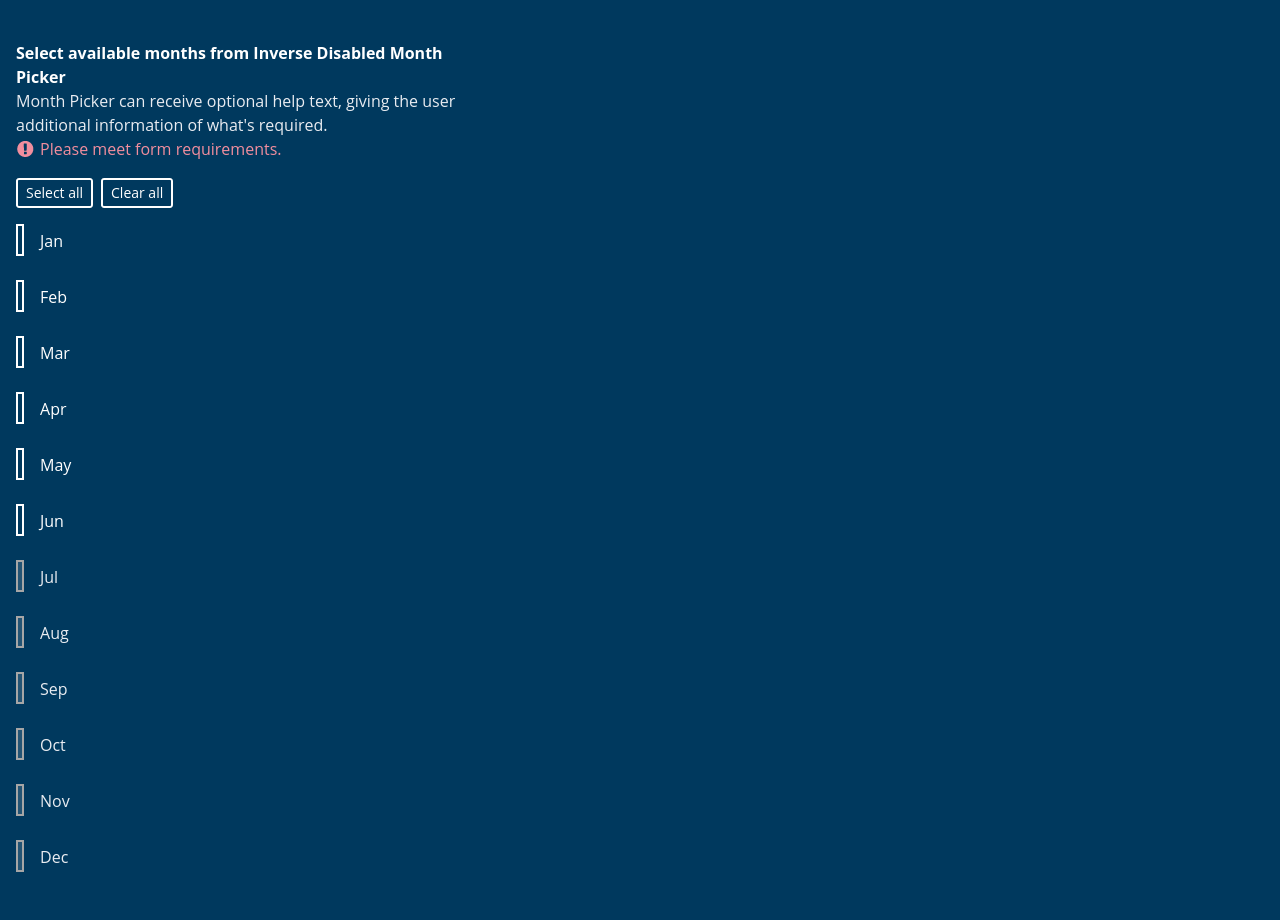 Select available months from Inverse Disabled Month
Picker
Month Picker can receive optional help text, giving the user
additional information of what's required.
Please meet form requirements.
Select all Clear all
Jan
Feb
Mar
Apr
May
Jun
Jul
Aug
Sep
Oct
Nov
Dec